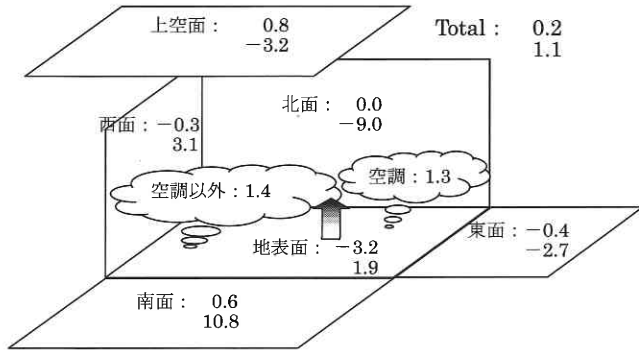 上空面： 0.8
−3.2
Total： 0.2
1.1
北面： 0.0
−9.0
西面：−0.3
3.1
空調以外：1.4
空調：1.3
地表面：−3.2
1.9
東面：−0.4
−2.7
南面： 0.6
10.8